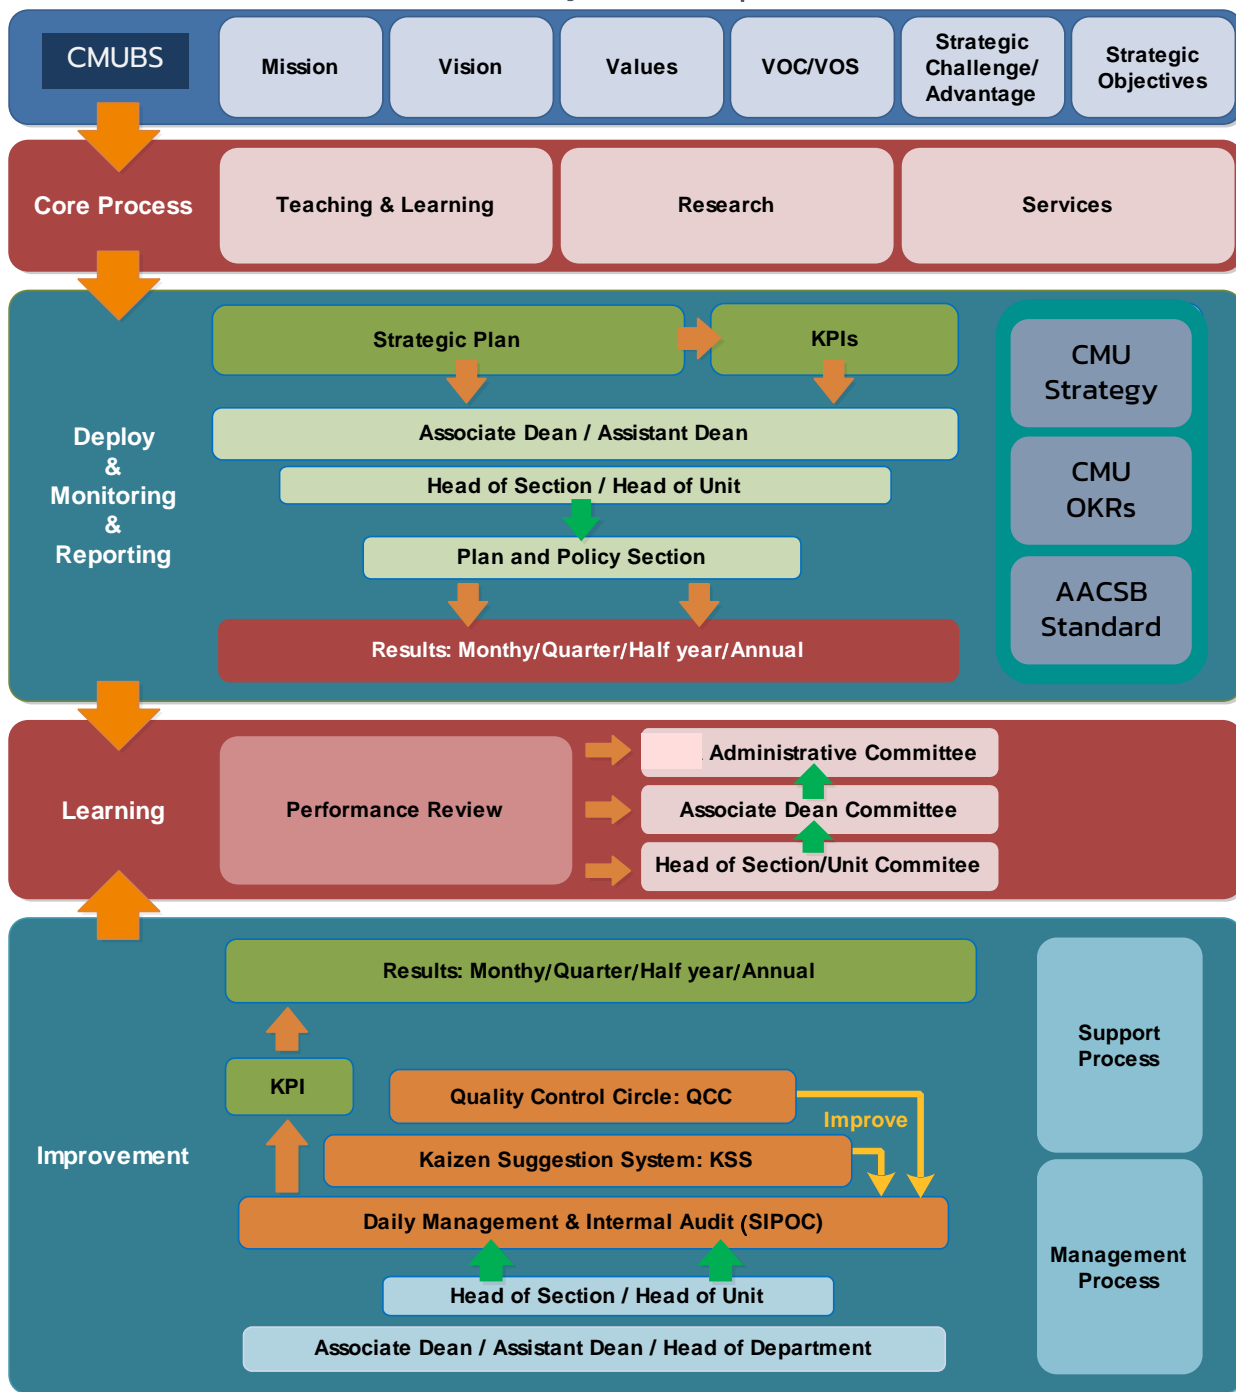 CMUBS
Mission
Vision
Values
VOC/VOS
Strategic
Challenge/
Advantage
Strategic
Objectives
Core Process
Teaching & Learning
Research
Services
Deploy
&
Monitoring
&
Reporting
Strategic Plan
KPIs
Associate Dean / Assistant Dean
Head of Section / Head of Unit
Plan and Policy Section
Results: Monthy/Quarter/Half year/Annual
CMU
Strategy
CMU
OKRs
AACSB
Standard
Learning
Performance Review
Administrative Committee
Associate Dean Committee
Head of Section/Unit Commitee
Improvement
Results: Monthy/Quarter/Half year/Annual
KPI
Quality Control Circle: QCC
Improve
Kaizen Suggestion System: KSS
Daily Management & Intermal Audit (SIPOC)
Head of Section / Head of Unit
Associate Dean / Assistant Dean / Head of Department
Support
Process
Management
Process